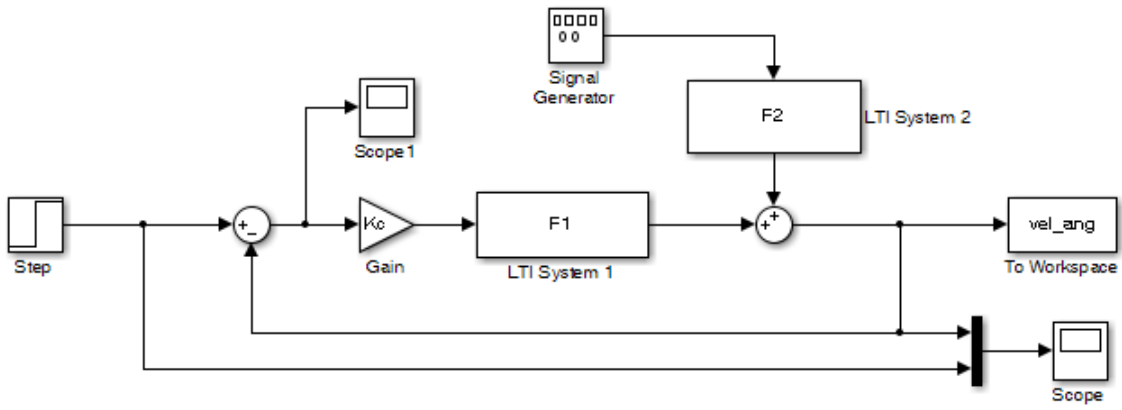 Signal
Generator
F2
LTI System 2
Scope1
Step
+
−
Kc
Gain
F1
LTI System 1
+
+
vel_ang
To Workspace
Scope